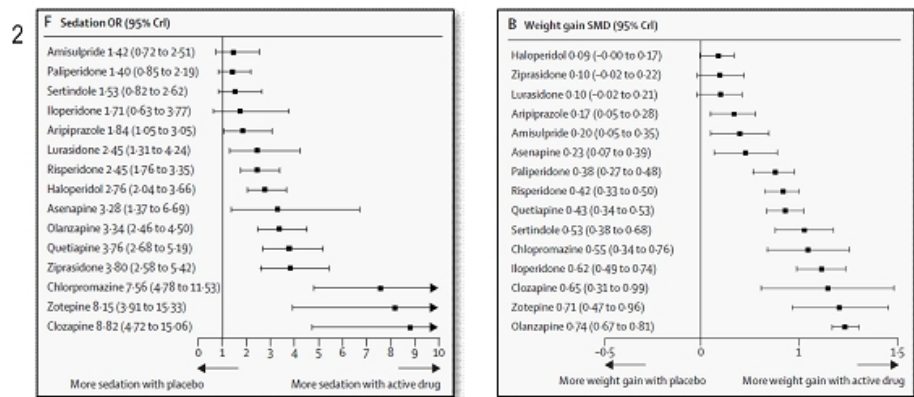 2
F Sedation OR (95% CrI)
Amisulpride 1·42 (0·72 to 2·51)
Paliperidone 1·40 (0·85 to 2·19)
Sertindole 1·53 (0·82 to 2·62)
Iloperidone 1·71 (0·63 to 3·77)
Aripiprazole 1·84 (1·05 to 3·05)
Lurasidone 2·45 (1·31 to 4·24)
Risperidone 2·45 (1·76 to 3·35)
Haloperidol 2·76 (2·04 to 3·66)
Asenapine 3·28 (1·37 to 6·69)
Olanzapine 3·34 (2·46 to 4·50)
Quetiapine 3·76 (2·68 to 5·19)
Ziprasidone 3·80 (2·58 to 5·42)
Chlorpromazine 7·56 (4·78 to 11·53)
Zotepine 8·15 (3·91 to 15·33)
Clozapine 8·82 (4·72 to 15·06)
0 1 2 3 4 5 6 7 8 9 10
More sedation with placebo More sedation with active drug
B Weight gain SMD (95% CrI)
Haloperidol 0·09 (–0·00 to 0·17)
Ziprasidone 0·10 (–0·02 to 0·22)
Lurasidone 0·10 (–0·02 to 0·21)
Aripiprazole 0·17 (0·05 to 0·28)
Amisulpride 0·20 (0·05 to 0·35)
Asenapine 0·23 (0·07 to 0·39)
Paliperidone 0·38 (0·27 to 0·48)
Risperidone 0·42 (0·33 to 0·50)
Quetiapine 0·43 (0·34 to 0·53)
Sertindole 0·53 (0·38 to 0·68)
Chlopromazine 0·55 (0·34 to 0·76)
Iloperidone 0·62 (0·49 to 0·74)
Clozapine 0·65 (0·31 to 0·99)
Zotepine 0·71 (0·47 to 0·96)
Olanzapine 0·74 (0·67 to 0·81)
–0·5 0 1 1·5
More weight gain with placebo More weight gain with active drug